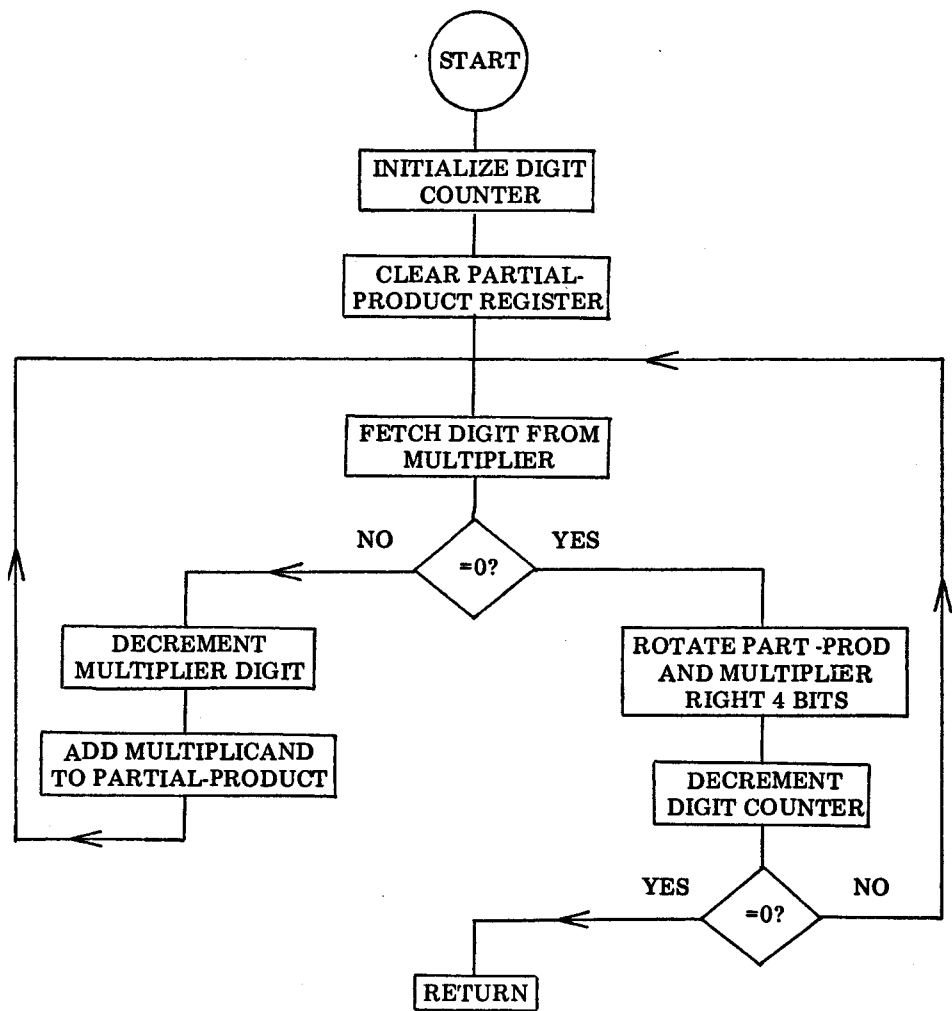 START
INITIALIZE DIGIT
COUNTER
CLEAR PARTIAL-
PRODUCT REGISTER
FETCH DIGIT FROM
MULTIPLIER
NO
YES
=0?
DECREMENT
MULTIPLIER DIGIT
ADD MULTIPLICAND
TO PARTIAL-PRODUCT
ROTATE PART -PROD
AND MULTIPLIER
RIGHT 4 BITS
DECREMENT
DIGIT COUNTER
YES
NO
=0?
RETURN